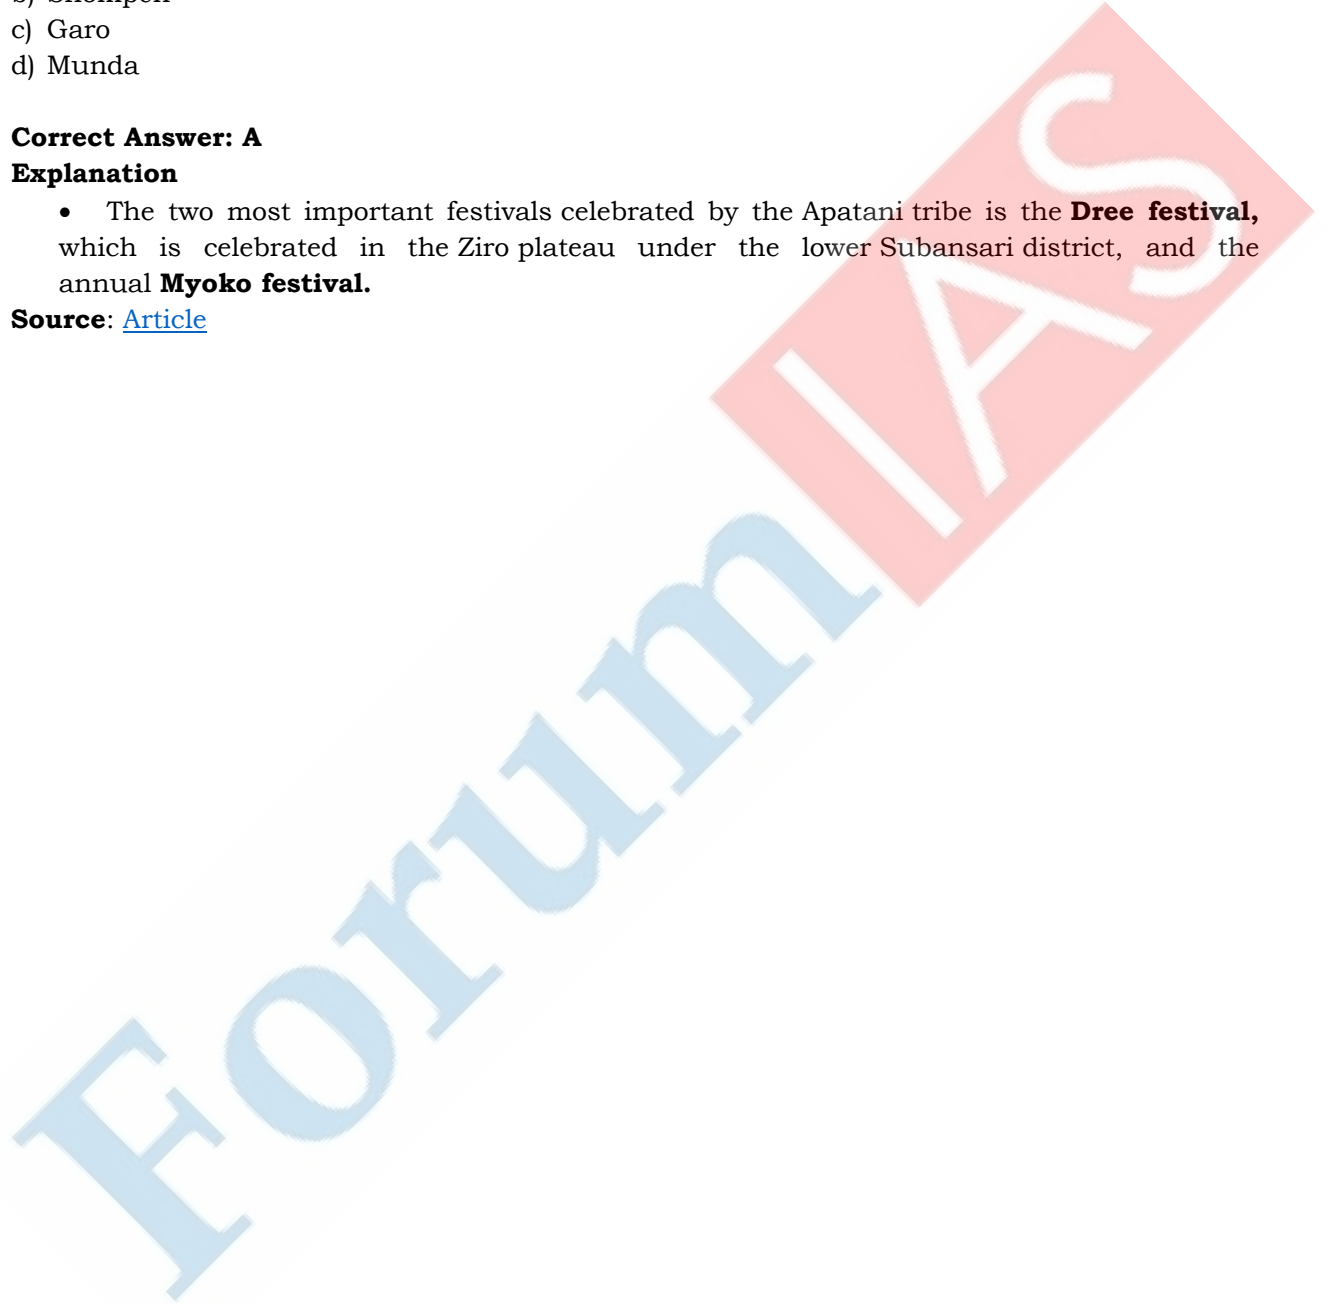 c) Garo
d) Munda
Correct Answer: A
Explanation
• The two most important festivals celebrated by the Apatani tribe is the Dree festival,
which is celebrated in the Ziro plateau under the lower Subansari district, and the
annual Myoko festival.
Source: Article
Forum IAS